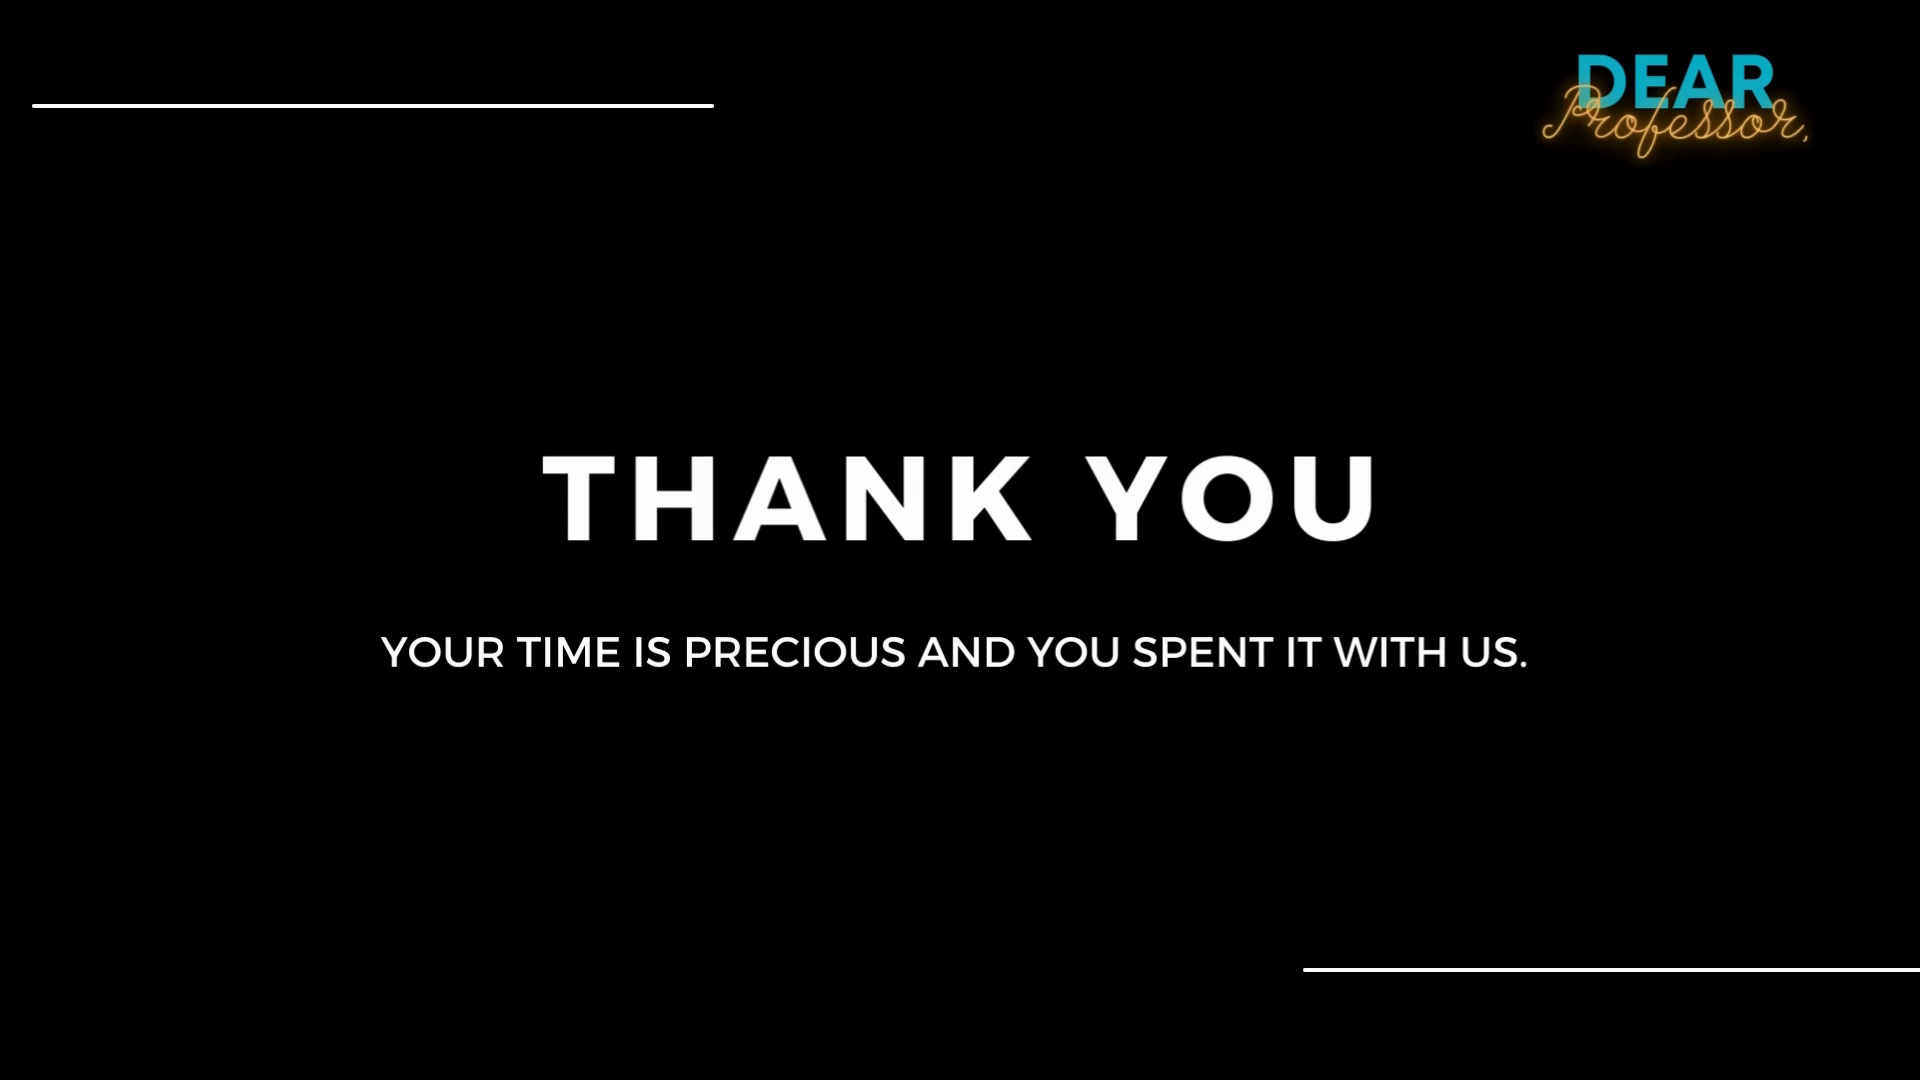 DEAR
Professor,
THANK YOU
YOUR TIME IS PRECIOUS AND YOU SPENT IT WITH US.